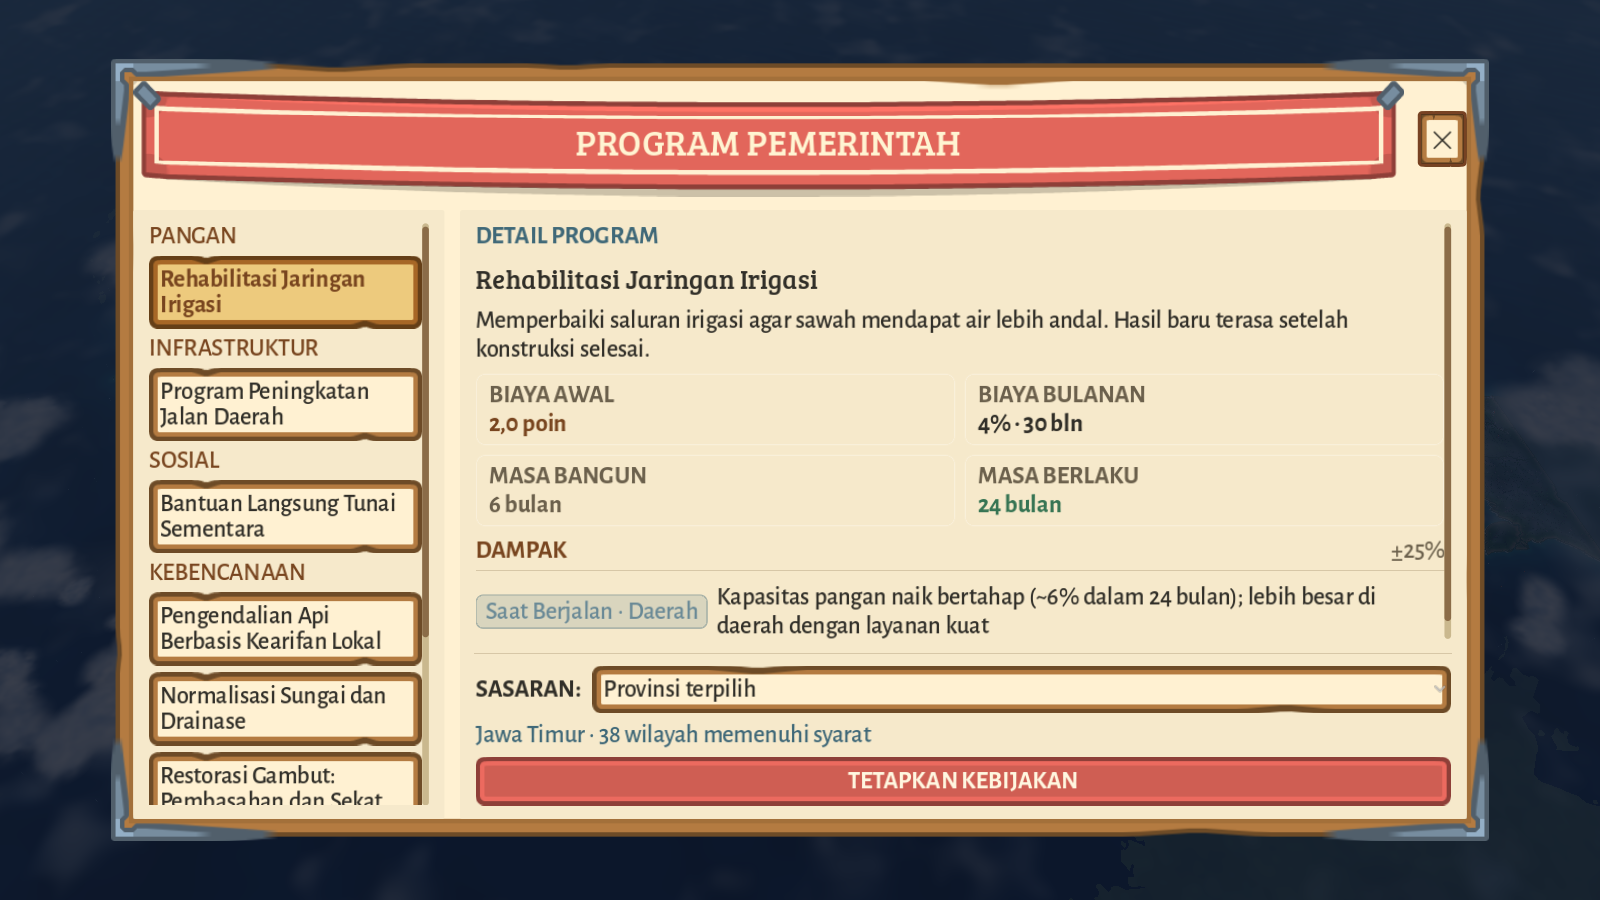 PROGRAM PEMERINTAH
PANGAN
Rehabilitasi Jaringan
Irigasi
INFRASTRUKTUR
Program Peningkatan
Jalan Daerah
SOSIAL
Bantuan Langsung Tunai
Sementara
KEBENCANAAN
Pengendalian Api
Berbasis Kearifan Lokal
Normalisasi Sungai dan
Drainase
Restorasi Gambut:
Pembasahan dan Sekat
DETAIL PROGRAM
Rehabilitasi Jaringan Irigasi
Memperbaiki saluran irigasi agar sawah mendapat air lebih andal. Hasil baru terasa setelah
konstruksi selesai.
BIAYA AWAL
2,0 poin
BIAYA BULANAN
4% · 30 bln
MASA BANGUN
6 bulan
MASA BERLAKU
24 bulan
DAMPAK
±25%
Saat Berjalan · Daerah
Kapasitas pangan naik bertahap (~6% dalam 24 bulan); lebih besar di
daerah dengan layanan kuat
SASARAN:
Provinsi terpilih
Jawa Timur · 38 wilayah memenuhi syarat
TETAPKAN KEBIJAKAN